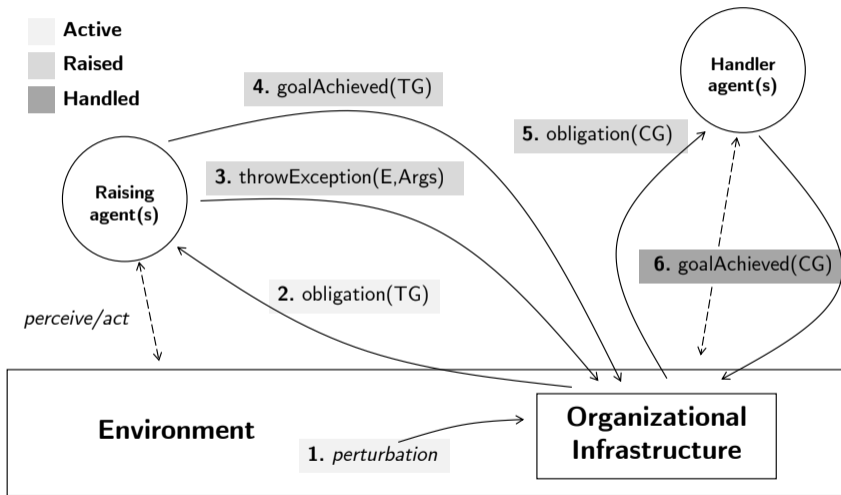 Active
Raised
Handled
Handler
agent(s)
4. goalAchieved(TG)
5. obligation(CG)
3. throwException(E,Args)
Raising
agent(s)
6. goalAchieved(CG)
2. obligation(TG)
perceive/act
Environment
Organizational
Infrastructure
1. perturbation